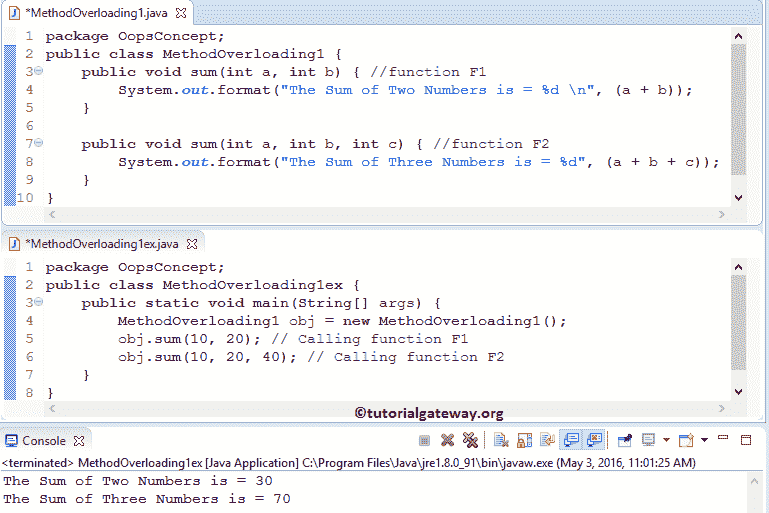 *MethodOverloading1.java
1 package OopsConcept;
2 public class MethodOverloading1 {
3 public void sum(int a, int b) { //function F1
4 System.out.format("The Sum of Two Numbers is = %d \n", (a + b));
5 }
6
7 public void sum(int a, int b, int c) { //function F2
8 System.out.format("The Sum of Three Numbers is = %d", (a + b + c));
9 }
10 }
*MethodOverloading1ex.java
1 package OopsConcept;
2 public class MethodOverloading1ex {
3 public static void main(String[] args) {
4 MethodOverloading1 obj = new MethodOverloading1();
5 obj.sum(10, 20); // Calling function F1
6 obj.sum(10, 20, 40); // Calling function F2
7 }
8 }
©tutorialgateway.org
Console
<terminated> MethodOverloading1ex [Java Application] C:\Program Files\Java\jre1.8.0_91\bin\javaw.exe (May 3, 2016, 11:01:25 AM)
The Sum of Two Numbers is = 30
The Sum of Three Numbers is = 70